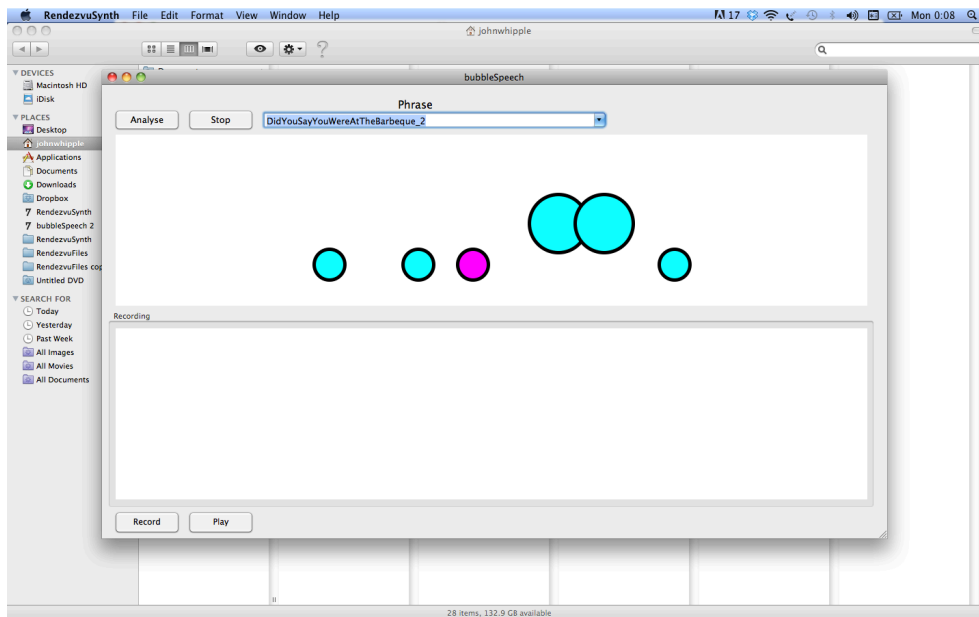 RendezvuSynth File Edit Format View Window Help 17 Mon 0:08
johnwhipple
DEVICES
Macintosh HD
iDisk
PLACES
Desktop
johnwhipple
Applications
Documents
Downloads
Dropbox
7 RendezvuSynth
7 bubbleSpeech 2
RendezvuSynth
RendezvuFiles
RendezvuFiles cop
Untitled DVD
SEARCH FOR
Today
Yesterday
Past Week
All Images
All Movies
All Documents
bubbleSpeech
Phrase
Analyse Stop DidYouSayYouWereAtTheBarbeque_2
Recording
Record Play
28 items, 132.9 GB available